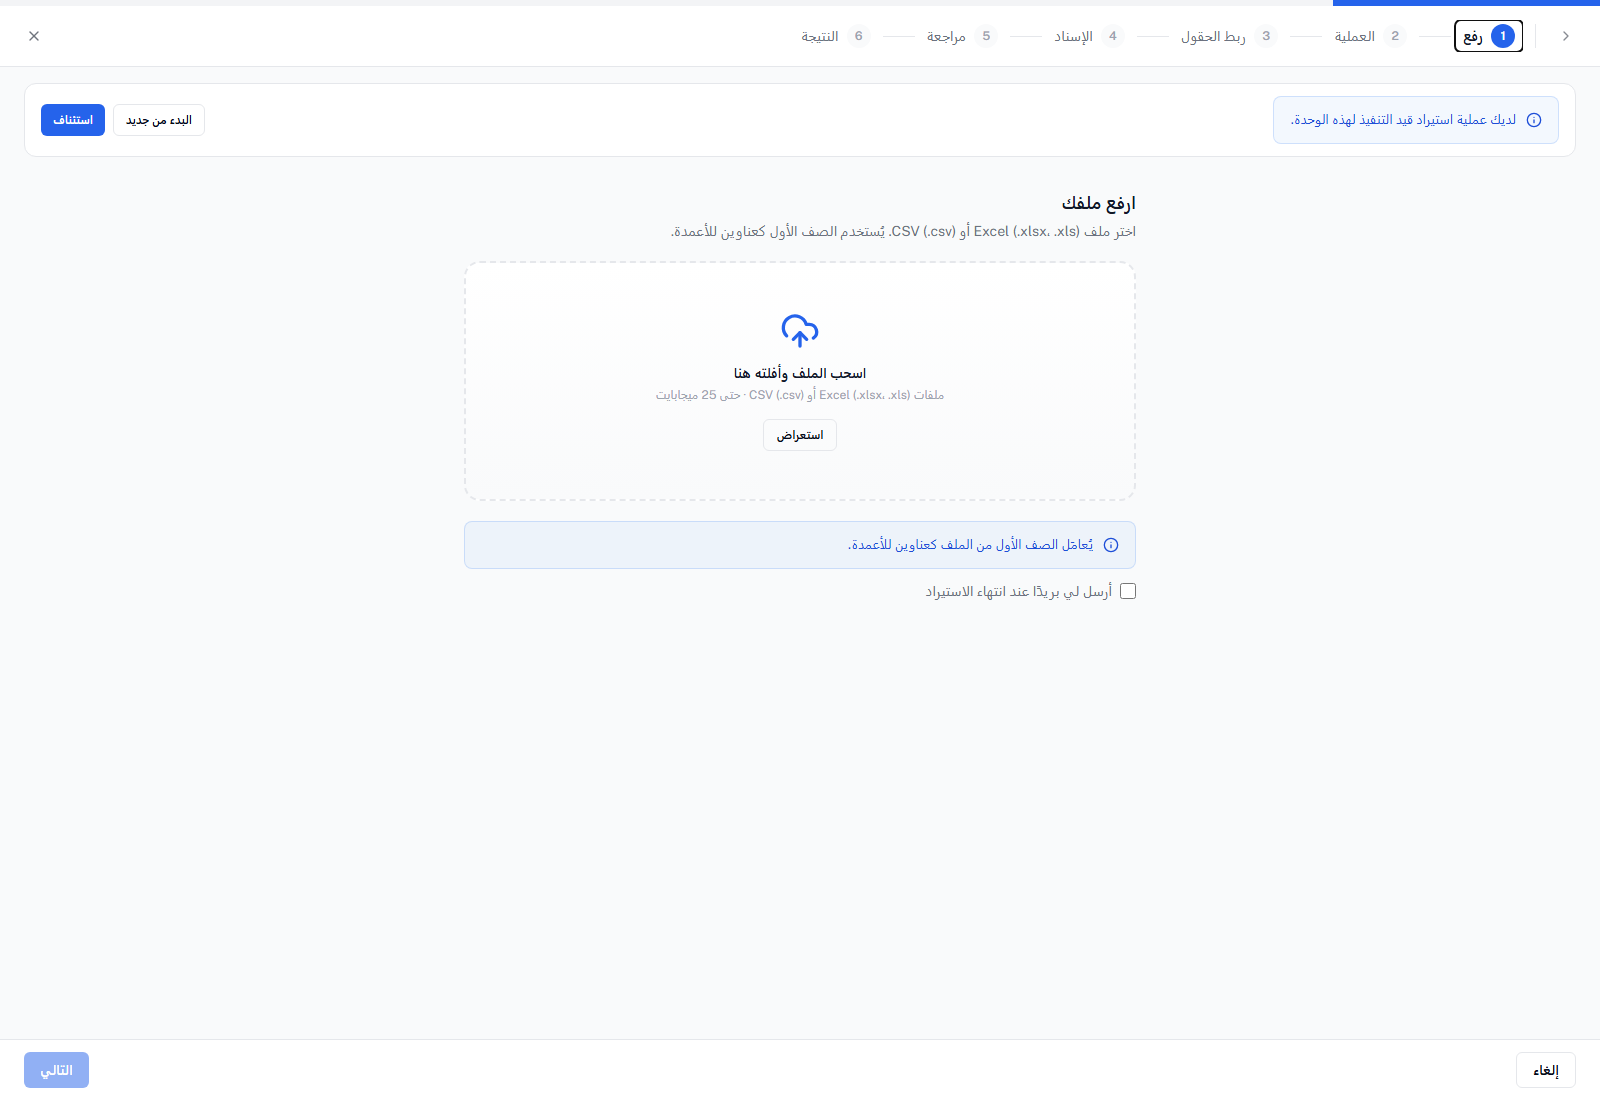 1 رفع
2 العملية
3 ربط الحقول
4 الإسناد
5 مراجعة
6 النتيجة
لديك عملية استيراد قيد التنفيذ لهذه الوحدة.
البدء من جديد
استئناف
ارفع ملفك
اختر ملف Excel (.xlsx، .xls) أو CSV (.csv). يُستخدم الصف الأول كعناوين للأعمدة.
اسحب الملف وأفلته هنا
ملفات Excel (.xlsx، .xls) أو CSV (.csv) · حتى 25 ميجابايت
استعراض
يُعامَل الصف الأول من الملف كعناوين للأعمدة.
أرسل لي بريدًا عند انتهاء الاستيراد
إلغاء
التالي